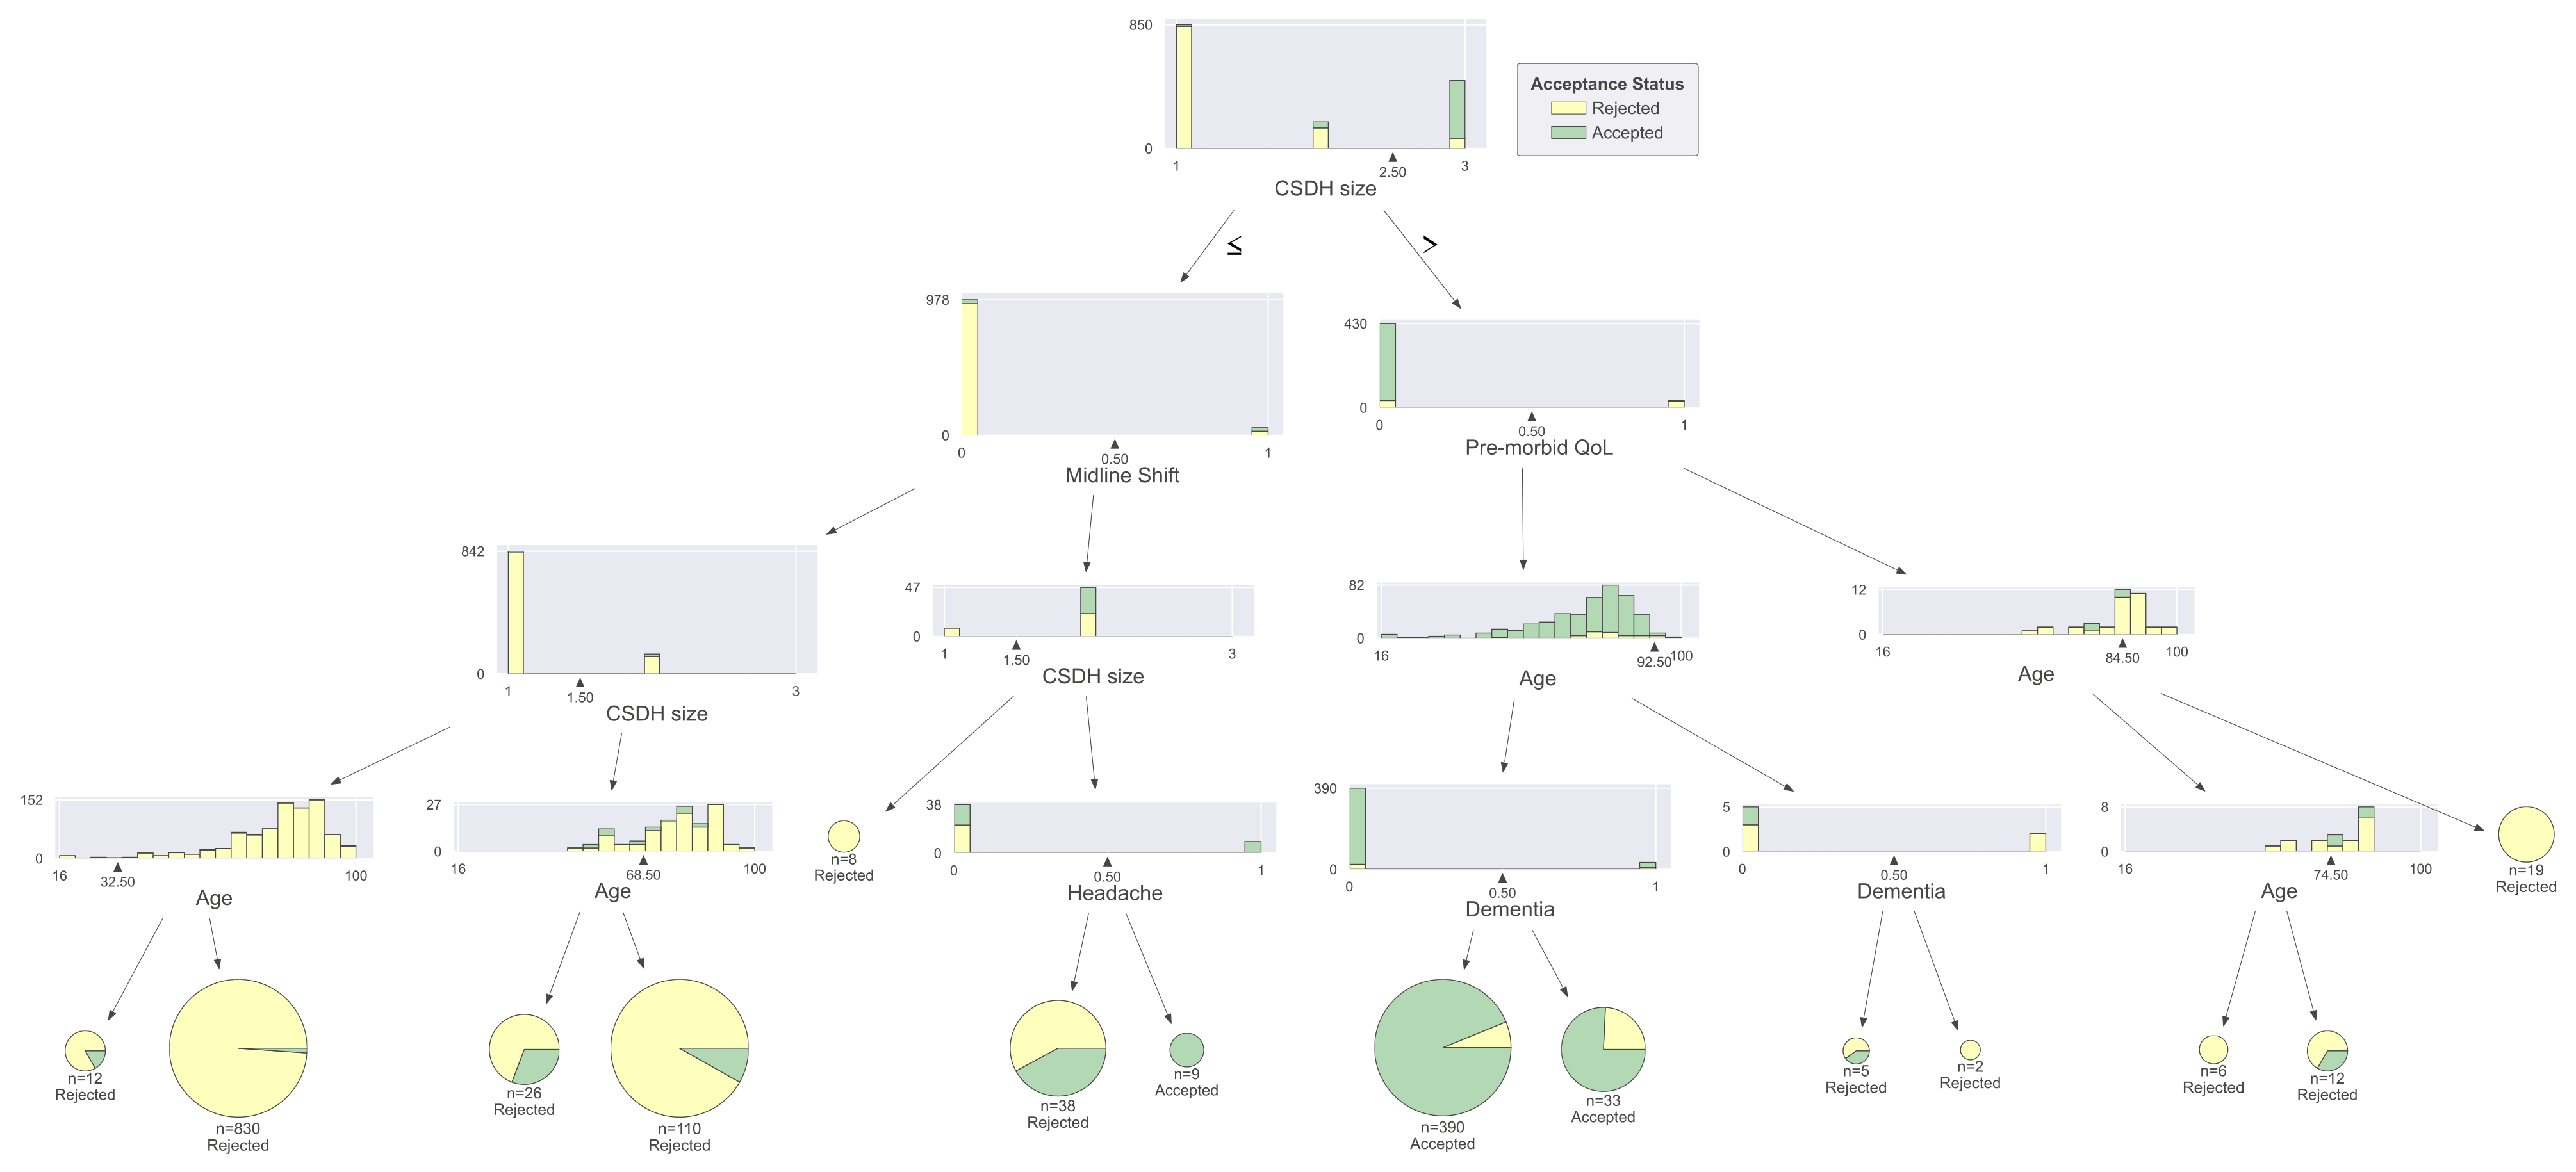 850
0
1
2.50
3
CSDH size
Acceptance Status
Rejected
Accepted
≤
>
978
0
0
0.50
1
Midline Shift
430
0
0
0.50
1
Pre-morbid QoL
842
0
1
1.50
3
CSDH size
47
0
1
1.50
3
CSDH size
82
0
16
92.50
100
Age
12
0
16
84.50
100
Age
152
0
16
32.50
100
Age
27
0
16
68.50
100
Age
n=8
Rejected
38
0
0
0.50
1
Headache
390
0
0
0.50
1
Dementia
5
0
0
0.50
1
Dementia
8
0
16
74.50
100
Age
n=19
Rejected
n=12
Rejected
n=830
Rejected
n=26
Rejected
n=110
Rejected
n=38
Rejected
n=9
Accepted
n=390
Accepted
n=33
Accepted
n=5
Rejected
n=2
Rejected
n=6
Rejected
n=12
Rejected